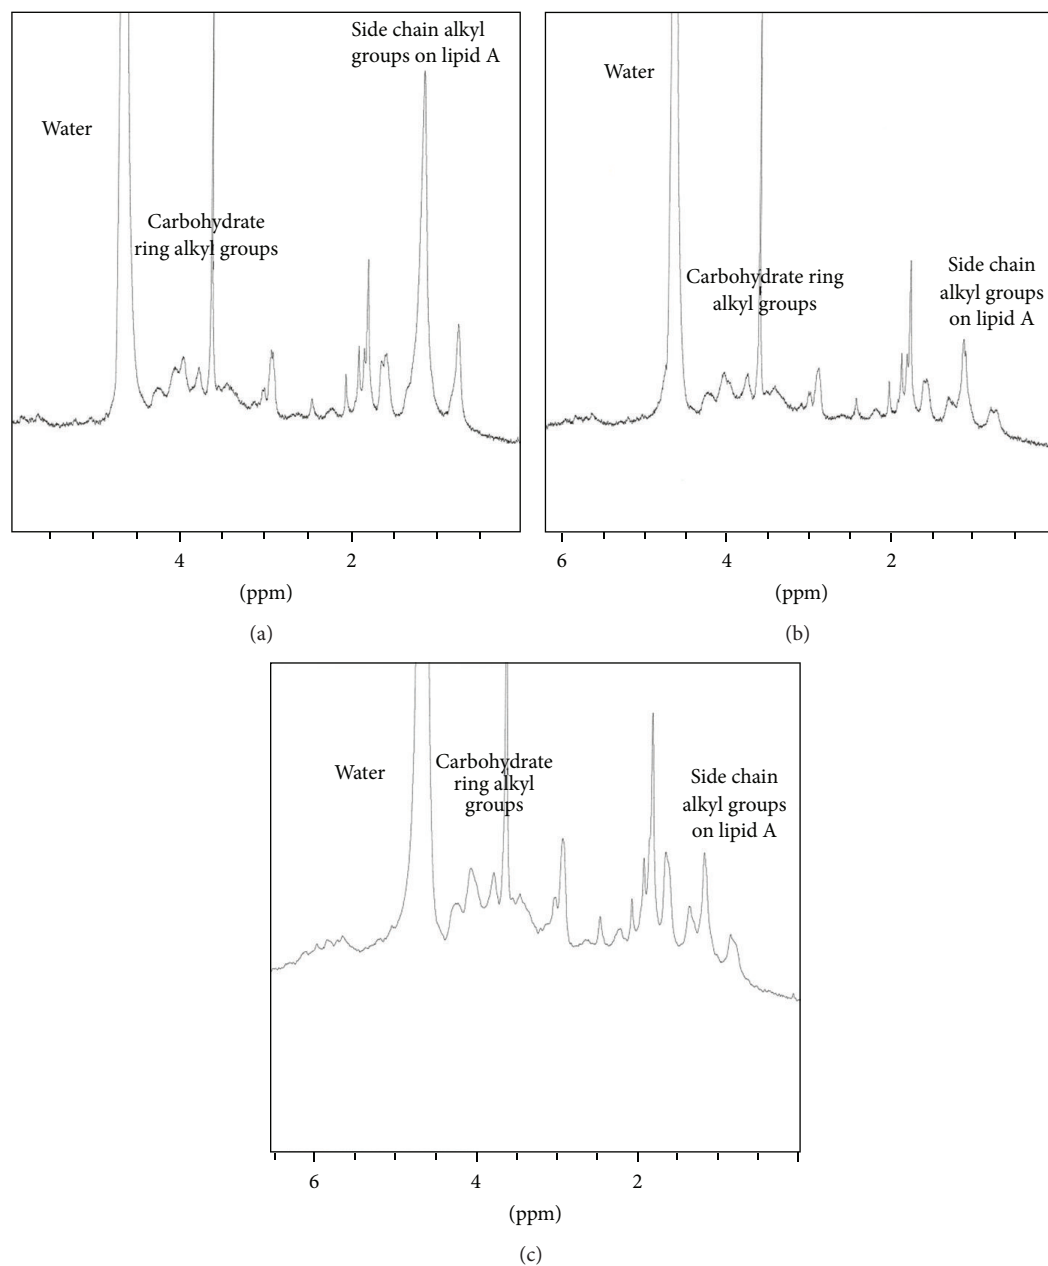 Side chain alkyl
groups on lipid A
Water
Carbohydrate
ring alkyl groups
4
2
(ppm)
(a)
Water
Carbohydrate ring
alkyl groups
Side chain
alkyl groups
on lipid A
6
4
2
(ppm)
(b)
Water
Carbohydrate
ring alkyl
groups
Side chain
alkyl groups
on lipid A
6
4
2
(ppm)
(c)